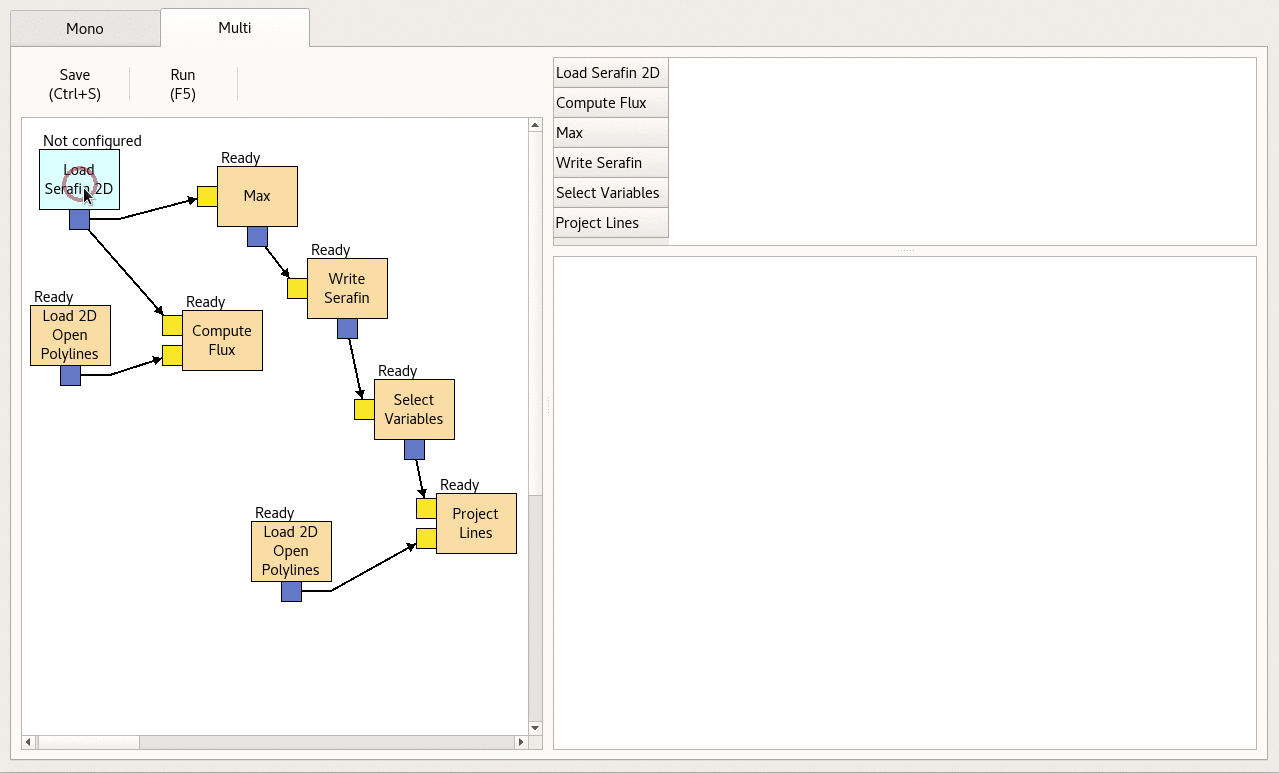 Mono
Multi
Save
(Ctrl+S)
Run
(F5)
Not configured
Load
Serafin 2D
Ready
Max
Ready
Write
Serafin
Ready
Load 2D
Open
Polylines
Ready
Compute
Flux
Ready
Select
Variables
Ready
Project
Lines
Ready
Load 2D
Open
Polylines
Load Serafin 2D
Compute Flux
Max
Write Serafin
Select Variables
Project Lines